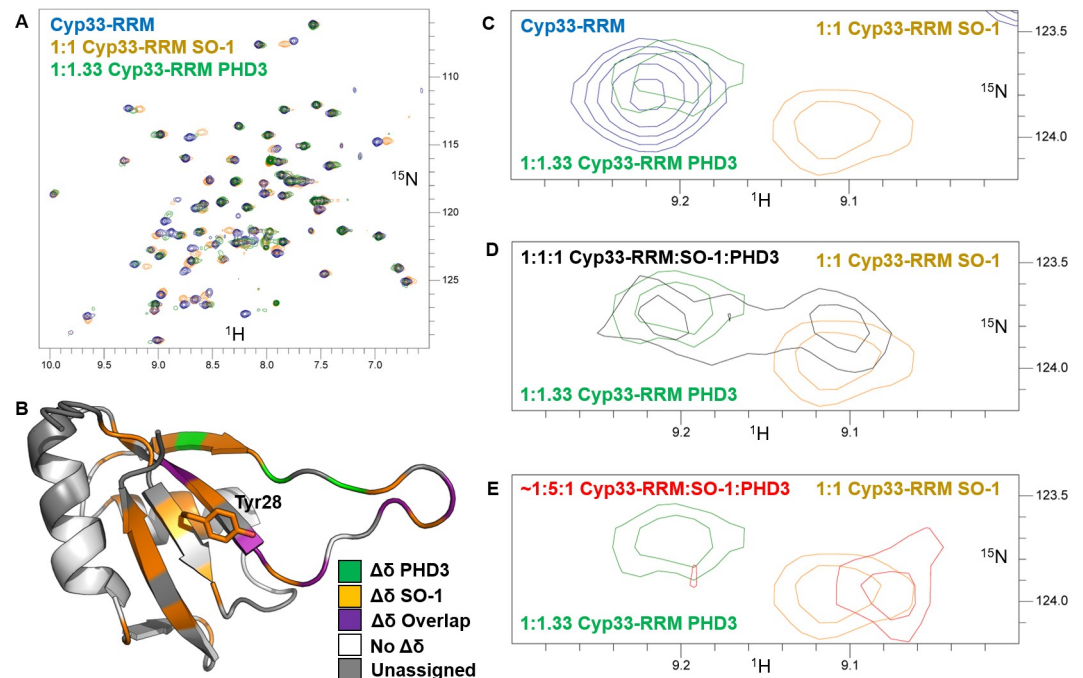 A
Cyp33-RRM
1:1 Cyp33-RRM SO-1
1:1.33 Cyp33-RRM PHD3
110
115
15N
120
125
1H
10.0 9.5 9.0 8.5 8.0 7.5 7.0
B
Tyr28
Δδ PHD3
Δδ SO-1
Δδ Overlap
No Δδ
Unassigned
C
Cyp33-RRM 1:1 Cyp33-RRM SO-1
123.5
15N
124.0
1:1.33 Cyp33-RRM PHD3
9.2 1H 9.1
D
1:1:1 Cyp33-RRM:SO-1:PHD3 1:1 Cyp33-RRM SO-1
123.5
15N
124.0
1:1.33 Cyp33-RRM PHD3
9.2 1H 9.1
E
~1:5:1 Cyp33-RRM:SO-1:PHD3 1:1 Cyp33-RRM SO-1
123.5
15N
124.0
1:1.33 Cyp33-RRM PHD3
9.2 1H 9.1